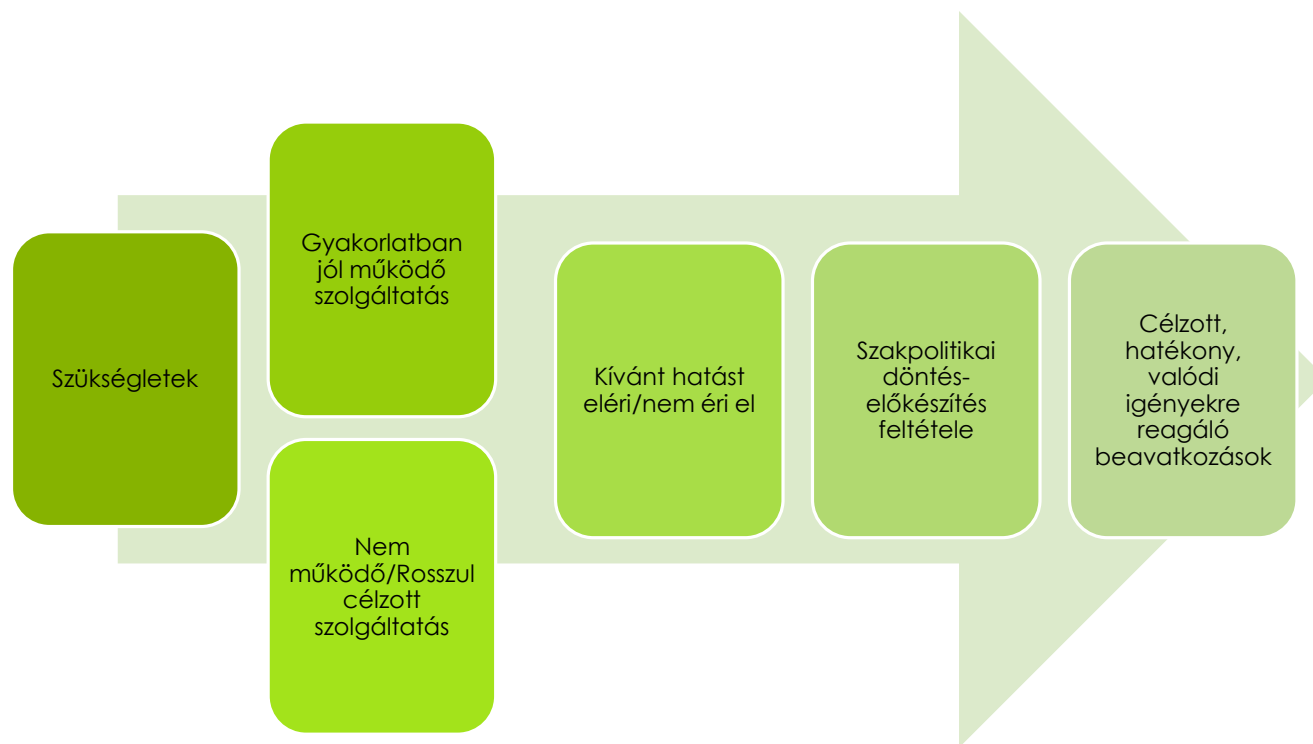 Szükségletek
Gyakorlatban
jól működő
szolgáltatás
Nem
működő/Rosszul
célzott
szolgáltatás
Kívánt hatást
eléri/nem éri el
Szakpolitikai
döntés-
előkészítés
feltétele
Célzott,
hatékony,
valódi
igényekre
reagáló
beavatkozások